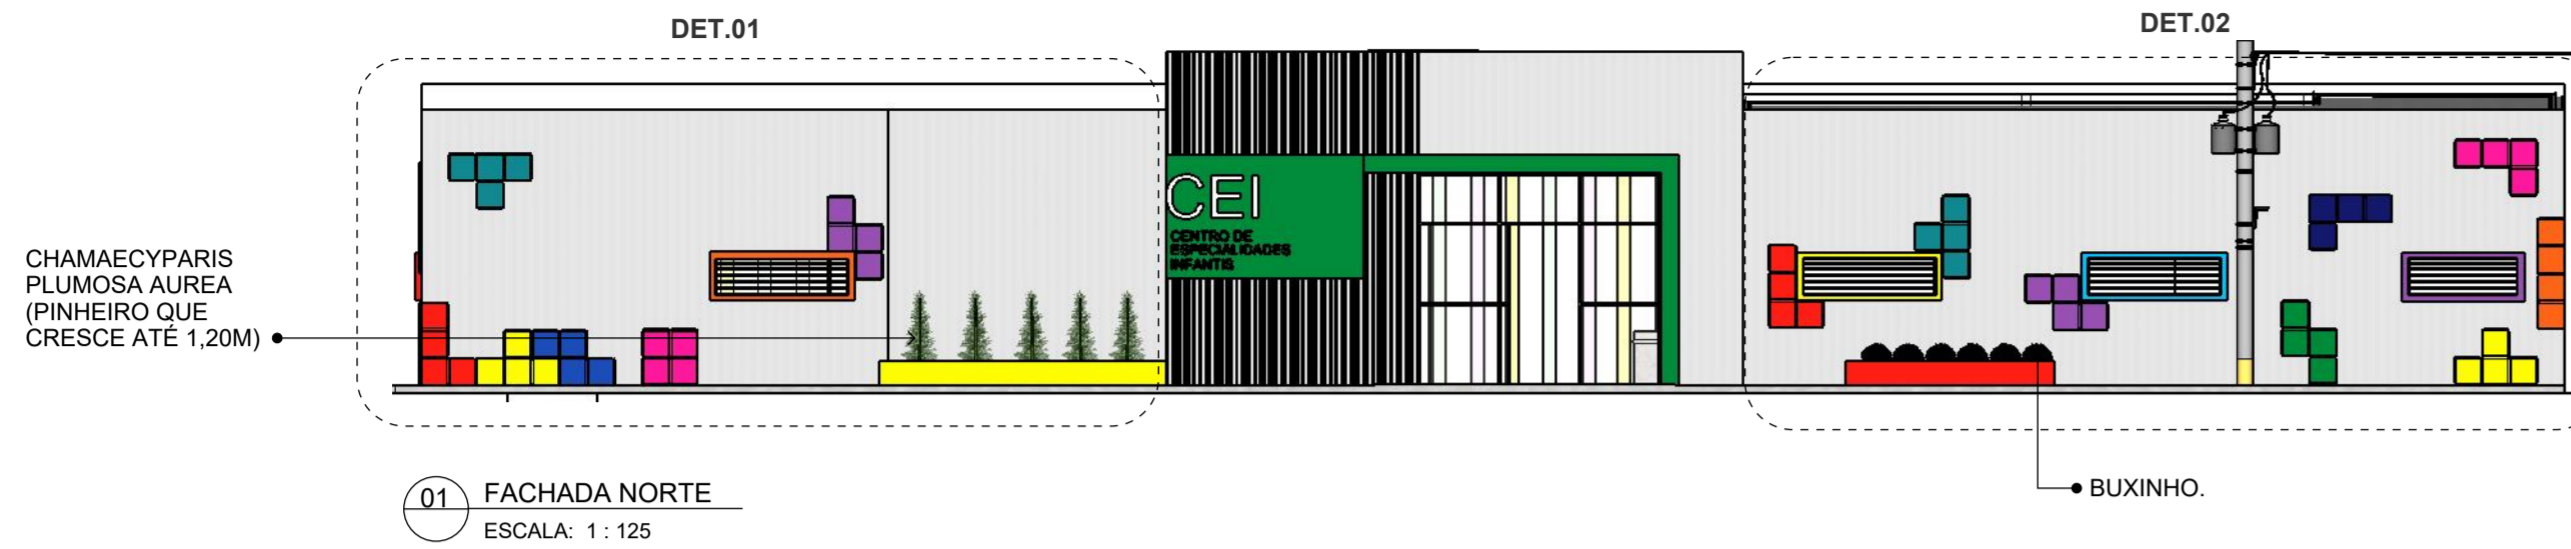 DET.01
DET.02
CEI
CENTRO DE
ESPECIALIDADES
INFANTIS
CHAMAECYPARIS
PLUMOSA AUREA
(PINHEIRO QUE
CRESCE ATÉ 1,20M)
BUXINHO.
01
FACHADA NORTE
ESCALA: 1 : 125